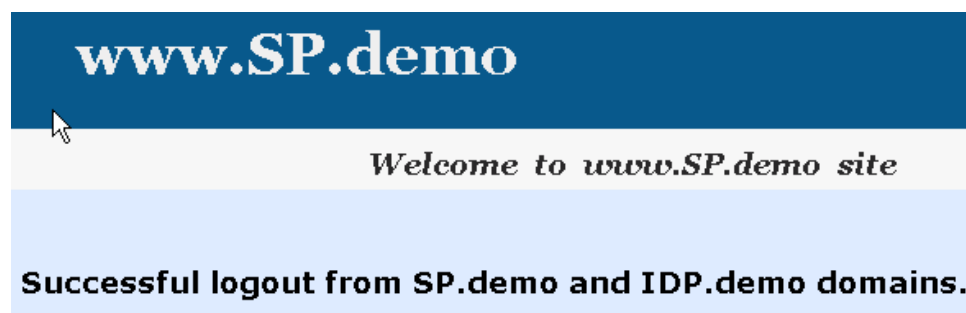 www.SP.demo
Welcome to www.SP.demo site
Successful logout from SP.demo and IDP.demo domains.